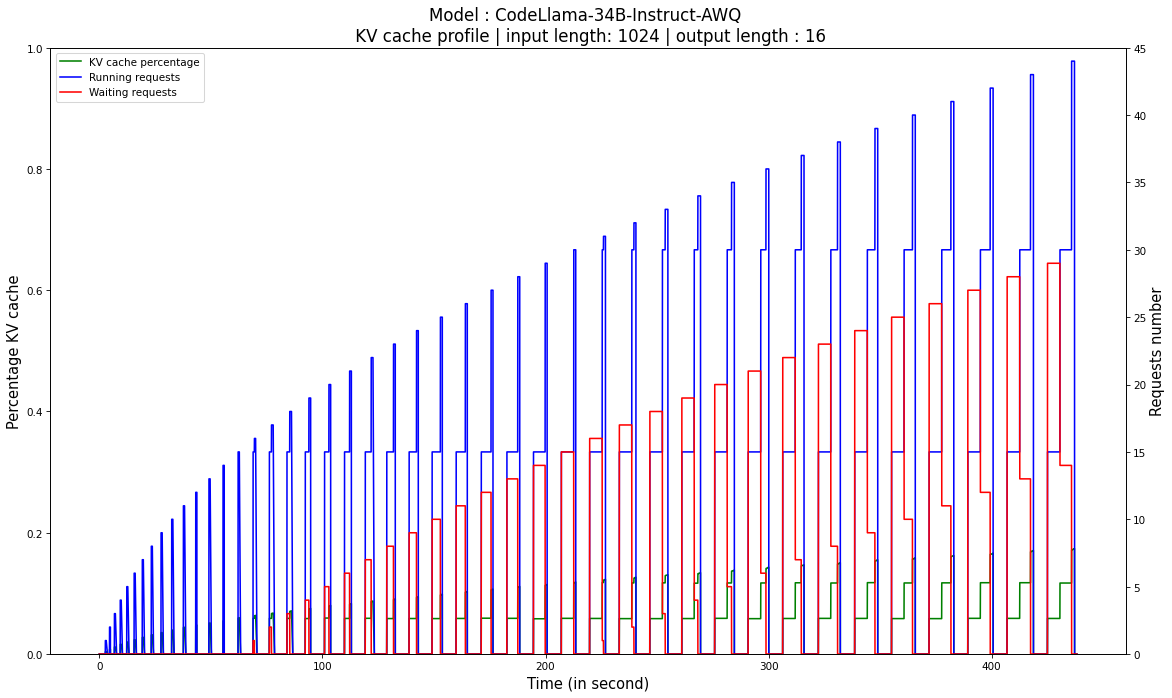 Model : CodeLlama-34B-Instruct-AWQ
KV cache profile | input length: 1024 | output length : 16
KV cache percentage
Running requests
Waiting requests
Percentage KV cache
1.0
0.8
0.6
0.4
0.2
0.0
45
40
35
30
25
20
15
10
5
0
Requests number
0
100
200
300
400
Time (in second)